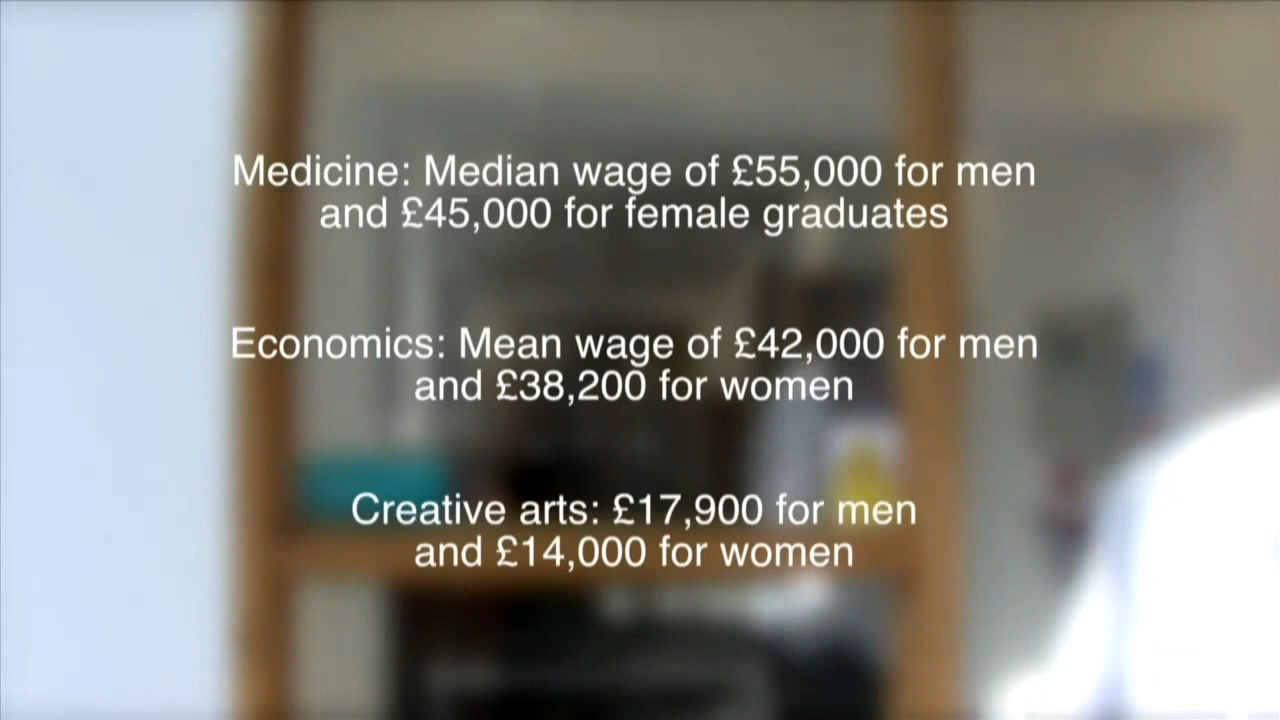 Medicine: Median wage of £55,000 for men
and £45,000 for female graduates
Economics: Mean wage of £42,000 for men
and £38,200 for women
Creative arts: £17,900 for men
and £14,000 for women